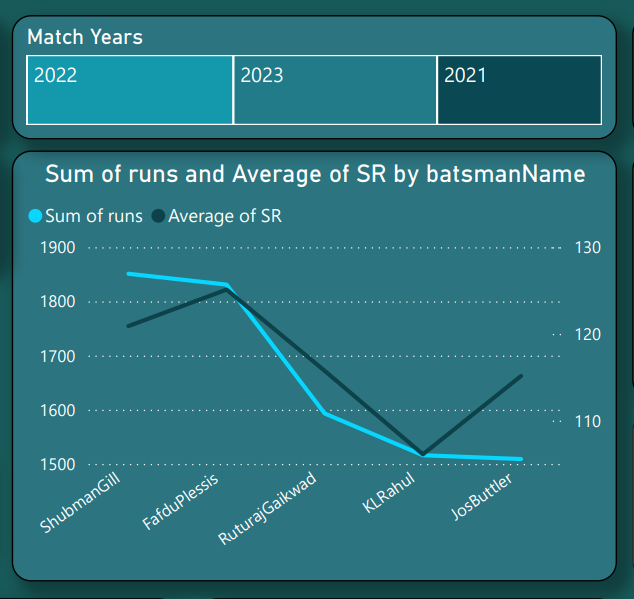 Match Years
2022 2023 2021
Sum of runs and Average of SR by batsmanName
Sum of runs Average of SR
1900 130
1800
120
1700
1600
110
1500
ShubmanGill FafduPlessis RuturajGaikwad KLRahul JosButtler